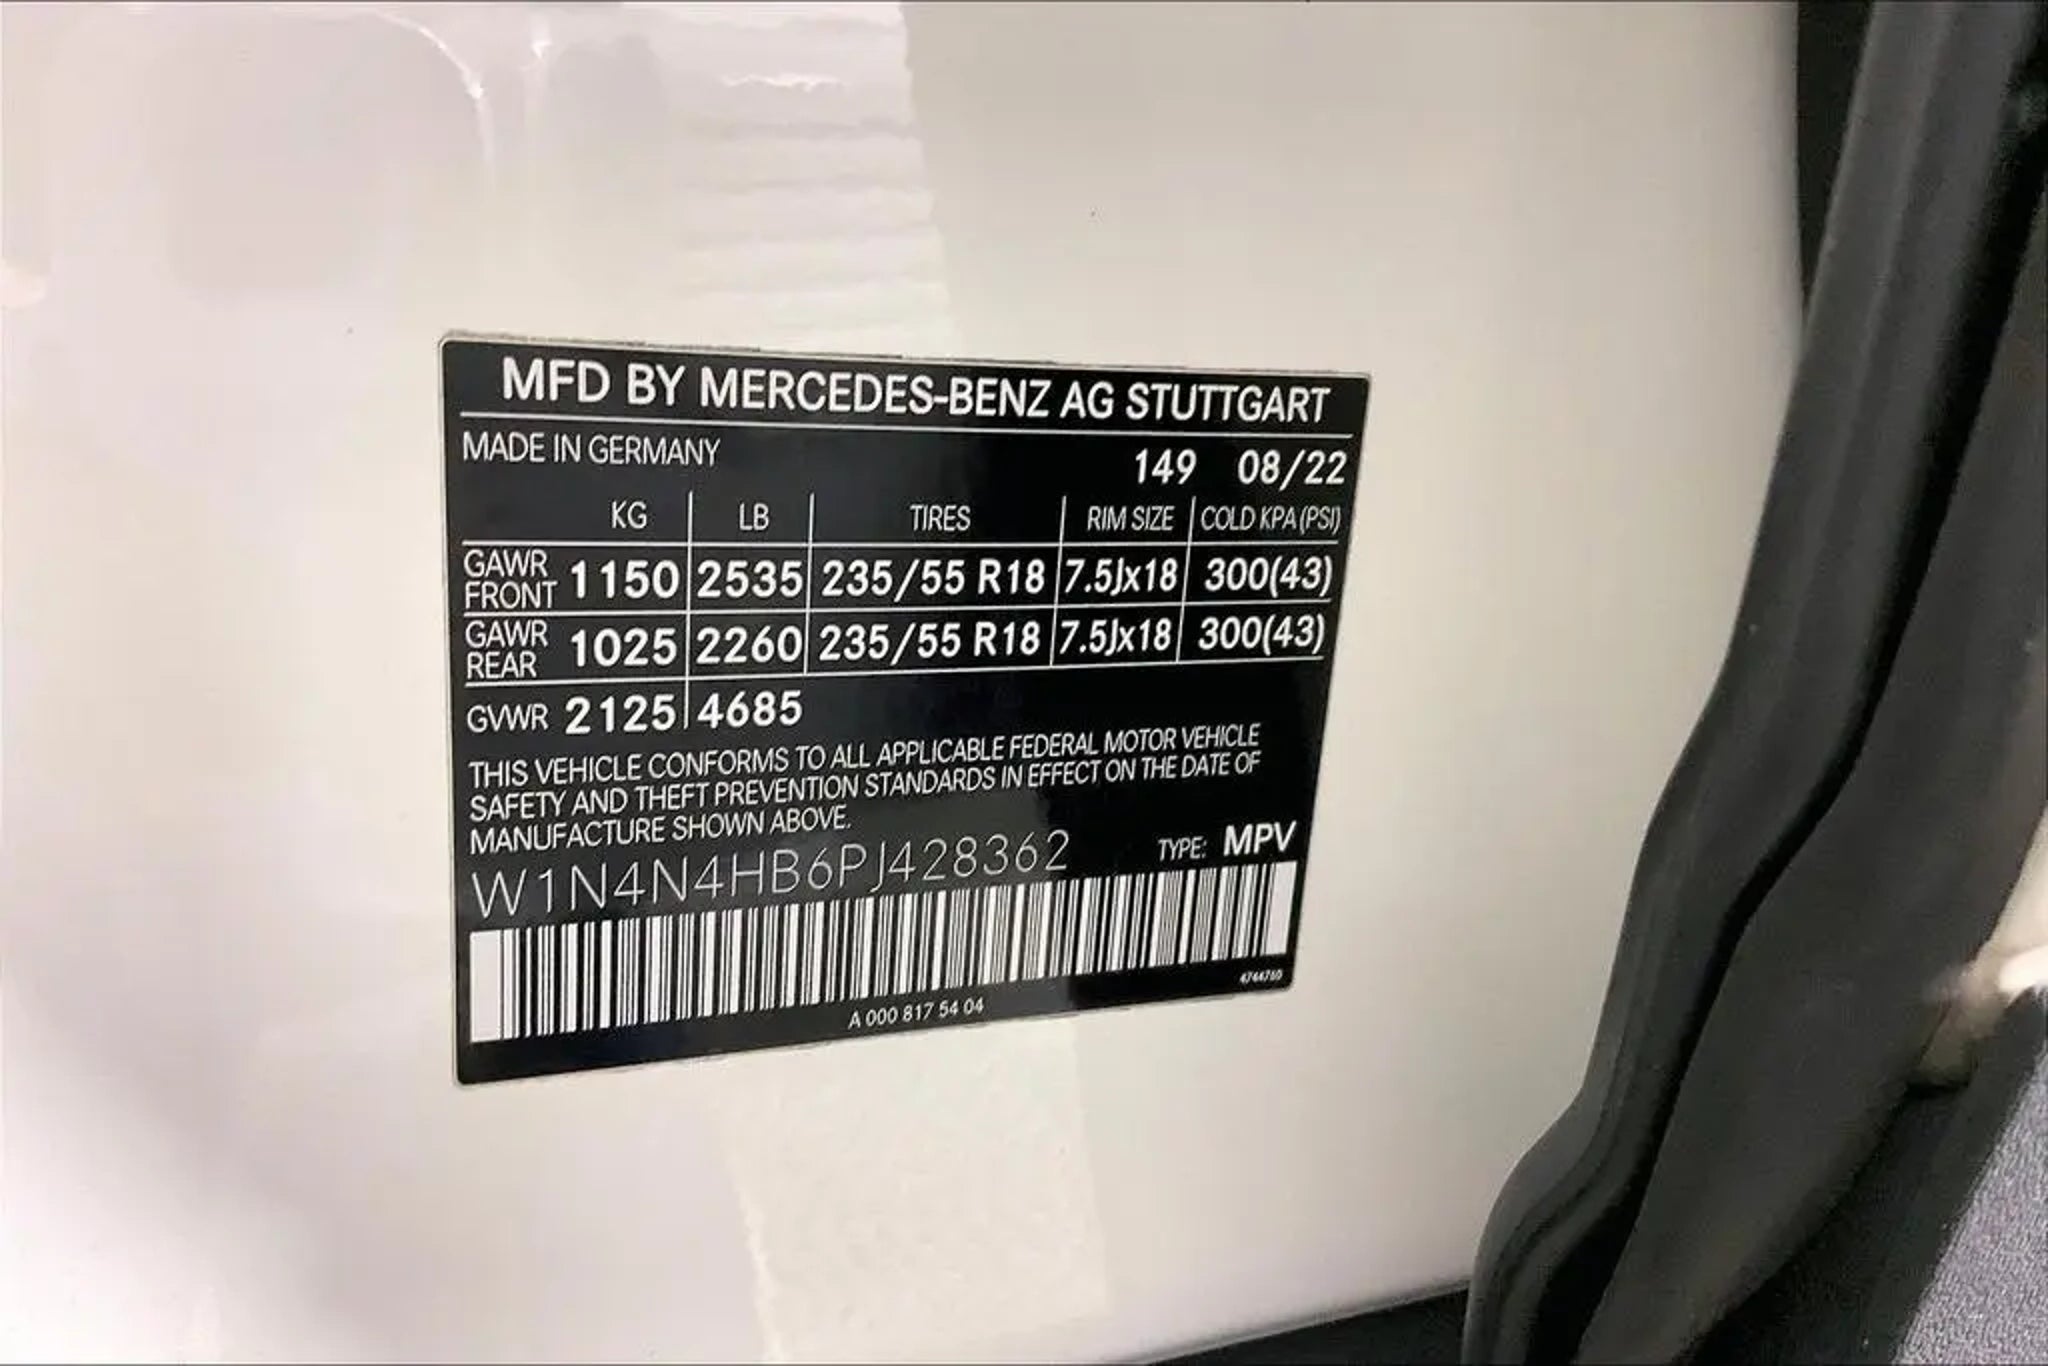 MFD BY MERCEDES-BENZ AG STUTTGART
MADE IN GERMANY 149 08/22
KG LB TIRES RIM SIZE COLD KPA (PSI)
GAWR FRONT 1150 2535 235/55 R18 7.5Jx18 300(43)
GAWR REAR 1025 2260 235/55 R18 7.5Jx18 300(43)
GVWR 2125 4685
THIS VEHICLE CONFORMS TO ALL APPLICABLE FEDERAL MOTOR VEHICLE
SAFETY AND THEFT PREVENTION STANDARDS IN EFFECT ON THE DATE OF
MANUFACTURE SHOWN ABOVE.
W1N4N4HB6PJ428362 TYPE: MPV
4744760
A 000 817 54 04